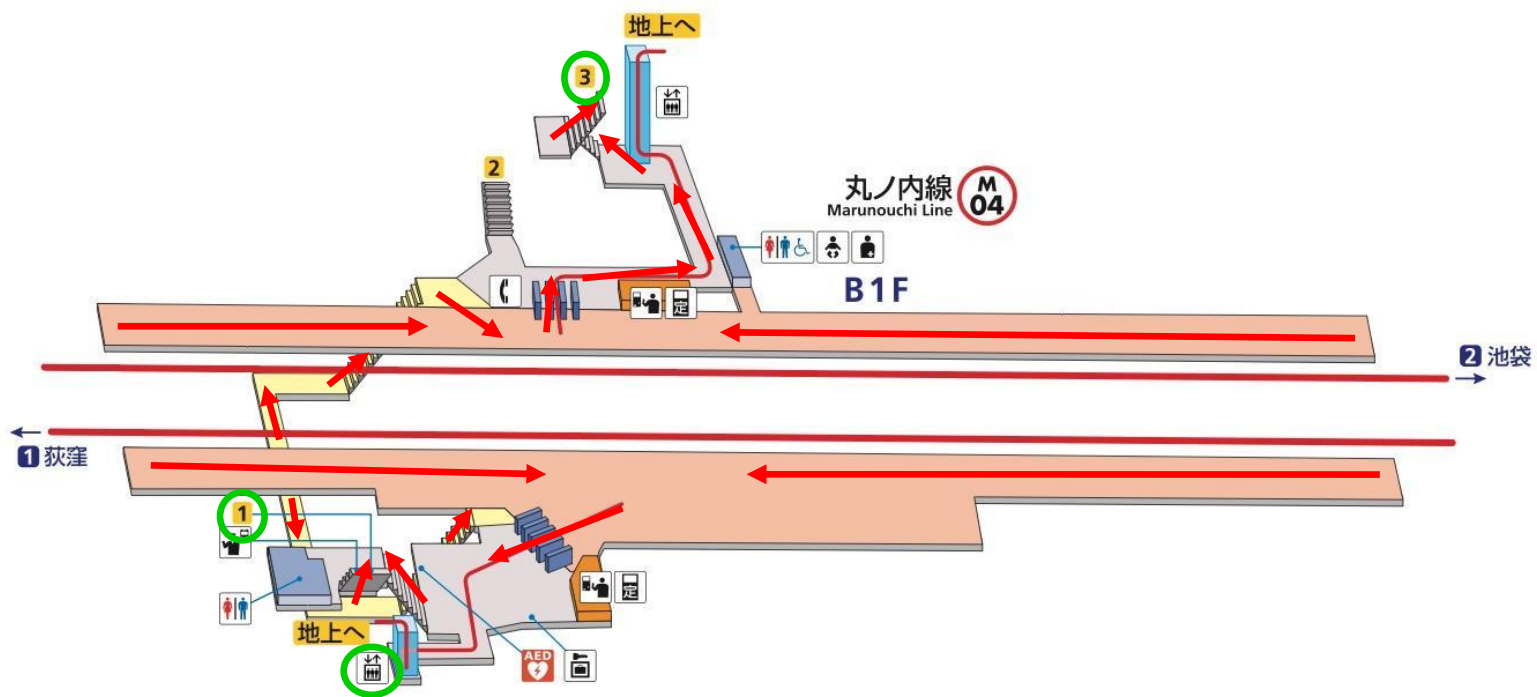 地上へ
3
2
丸ノ内線
Marunouchi Line
M
04
B1F
定
2 池袋
→
←
1 荻窪
1
定
地上へ
AED